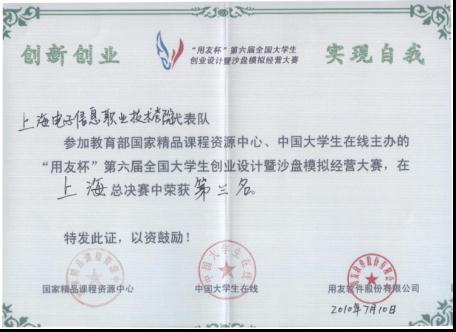 创新创业
"用友杯"第六届全国大学生
创业设计暨沙盘模拟经营大赛
实现自我
上海电子信息职业技术学院代表队
参加教育部国家精品课程资源中心、中国大学生在线主办的
"用友杯"第六届全国大学生创业设计暨沙盘模拟经营大赛，在
上海总决赛中荣获第三名。
特发此证，以资鼓励！
国家精品课程资源中心
中国大学生在线
用友软件股份有限公司
2010年7月10日